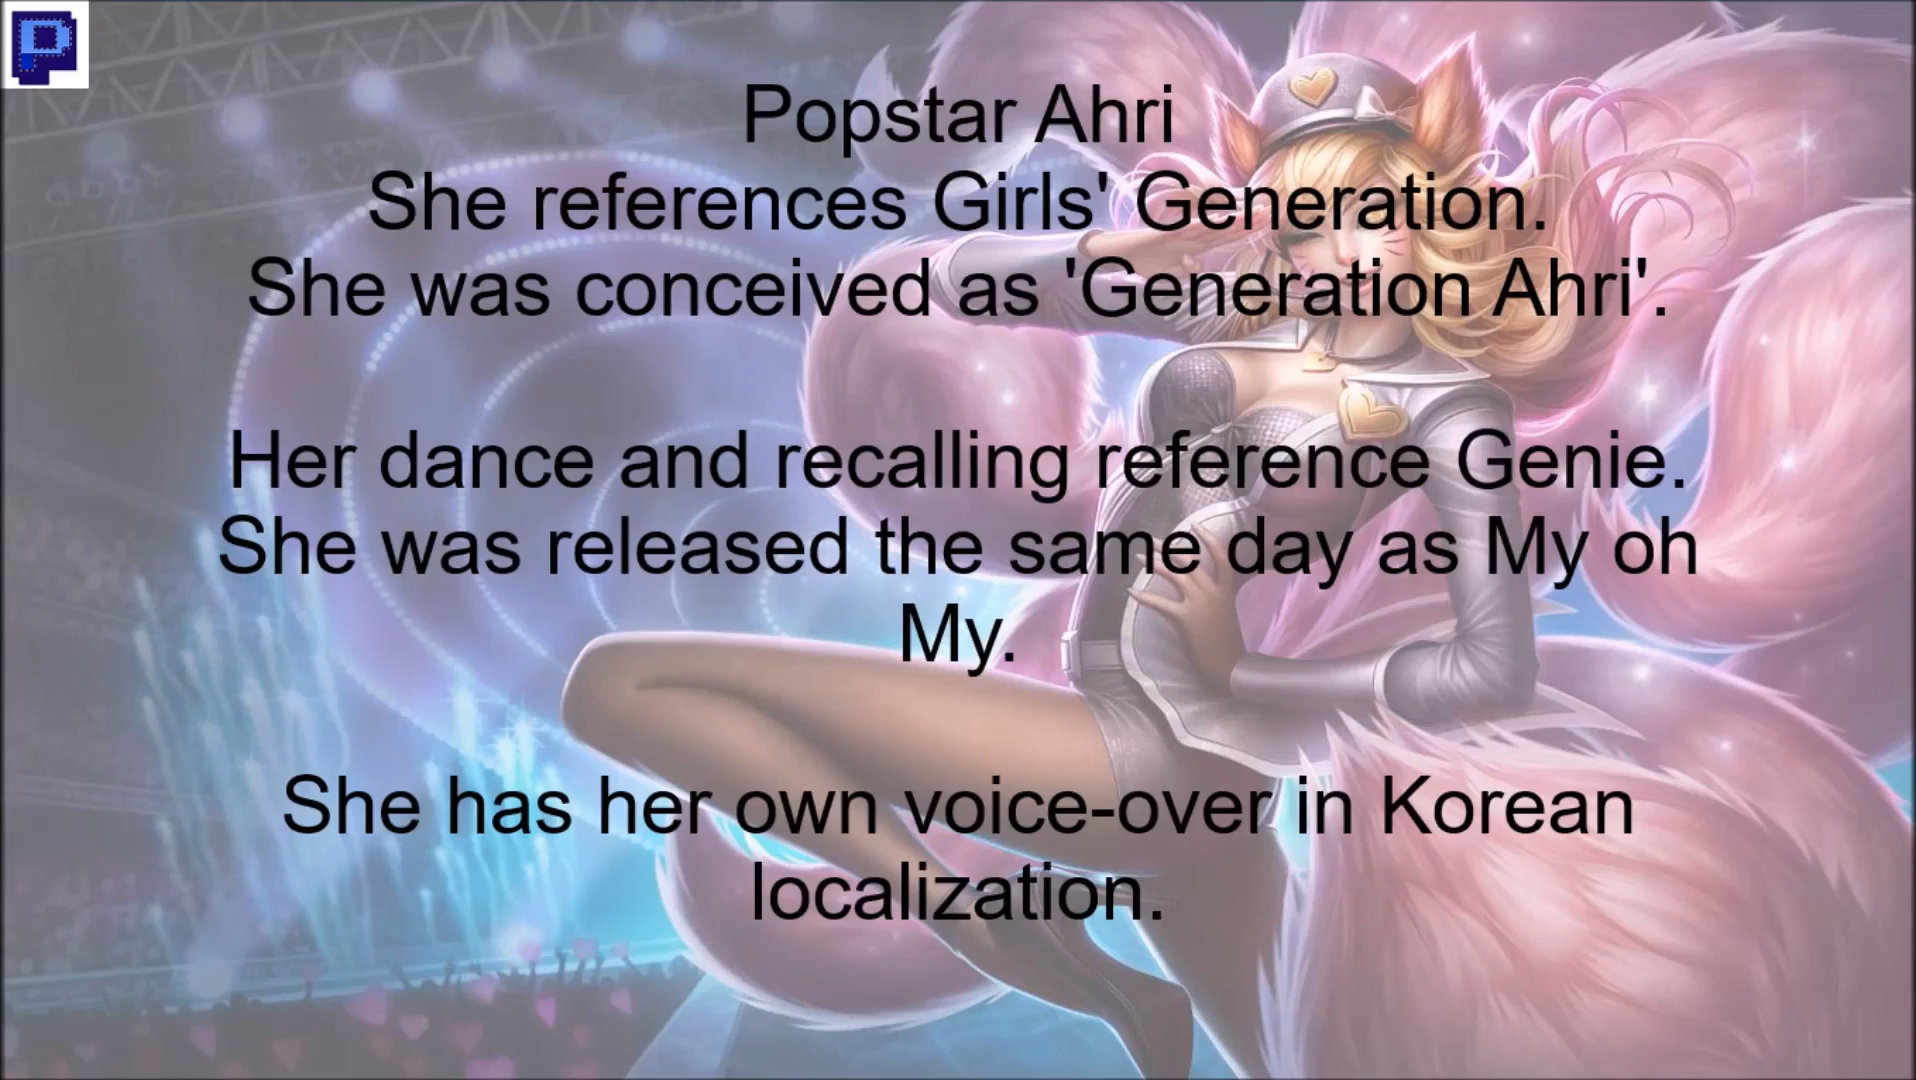 P
Popstar Ahri
She references Girls' Generation.
She was conceived as 'Generation Ahri'.
Her dance and recalling reference Genie.
She was released the same day as My oh
My.
She has her own voice-over in Korean
localization.